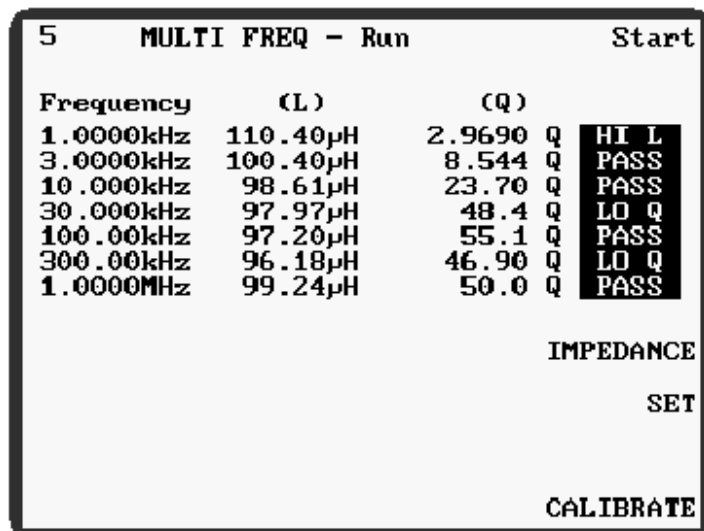 5 MULTI FREQ - Run Start
Frequency (L) (Q)
1.0000kHz 110.40µH 2.9690 Q HI L
3.0000kHz 100.40µH 8.544 Q PASS
10.000kHz 98.61µH 23.70 Q PASS
30.000kHz 97.97µH 48.4 Q LO Q
100.00kHz 97.20µH 55.1 Q PASS
300.00kHz 96.18µH 46.90 Q LO Q
1.0000MHz 99.24µH 50.0 Q PASS
IMPEDANCE
SET
CALIBRATE